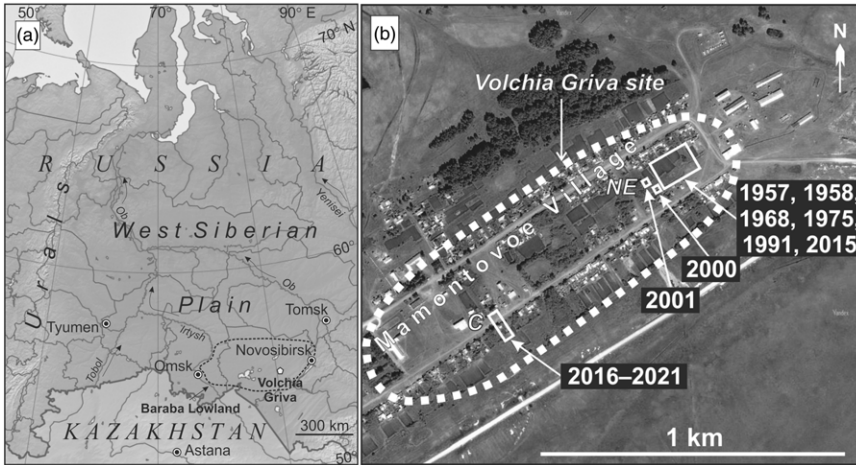 (a)
50°
70°
90° E
70° N
R U S S I A
Urals
Ob
Yenisei
West Siberian
60°
Ob
Plain
Tomsk
Tyumen
Irtysh
Tobol
Novosibirsk
Omsk
Volchia
Griva
Baraba Lowland
300 km
KAZAKHSTAN
Astana
50°
(b)
N
Volchia Griva site
Mamontovoe Village
NE
1957, 1958,
1968, 1975,
1991, 2015
2000
2001
C
2016–2021
1 km